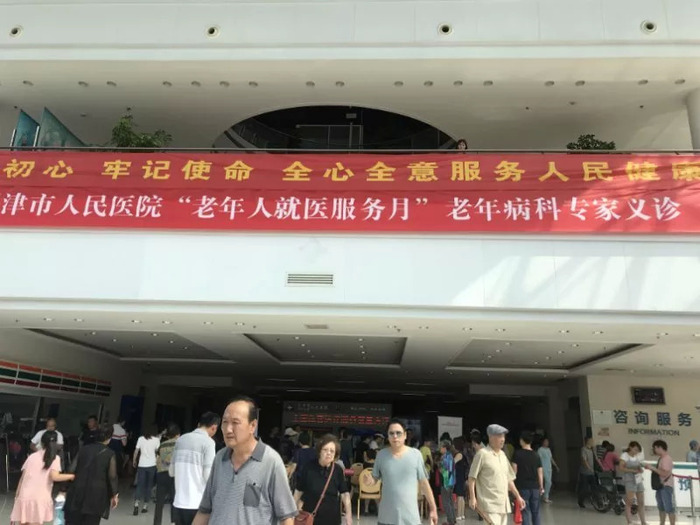 初心 牢记使命 全心全意服务人民健康
津市人民医院“老年人就医服务月”老年病科专家义诊
咨询服务
INFORMATION